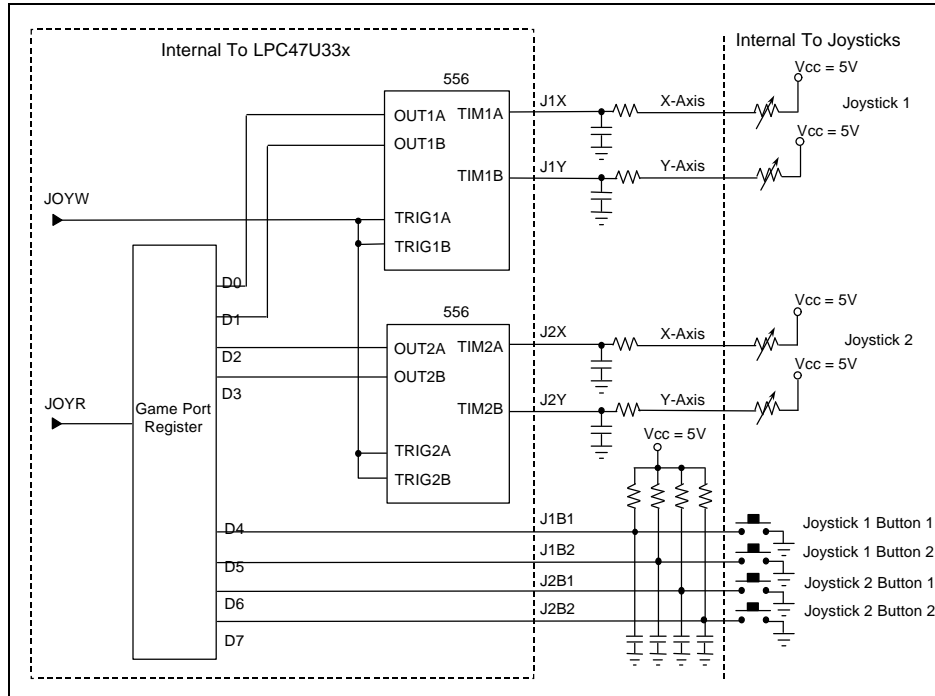 Internal To LPC47U33x
Internal To Joysticks
Vcc = 5V
556
J1X
X-Axis
Joystick 1
OUT1A TIM1A
OUT1B
Vcc = 5V
J1Y
Y-Axis
TIM1B
JOYW
TRIG1A
TRIG1B
D0
Vcc = 5V
D1
556
J2X
X-Axis
Joystick 2
D2
OUT2A TIM2A
Vcc = 5V
D3
OUT2B
J2Y
Y-Axis
JOYR
Game Port
Register
TIM2B
Vcc = 5V
TRIG2A
TRIG2B
D4
J1B1
Joystick 1 Button 1
D5
J1B2
Joystick 1 Button 2
D6
J2B1
Joystick 2 Button 1
D7
J2B2
Joystick 2 Button 2